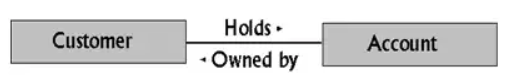 Customer
Holds ▸
◂ Owned by
Account